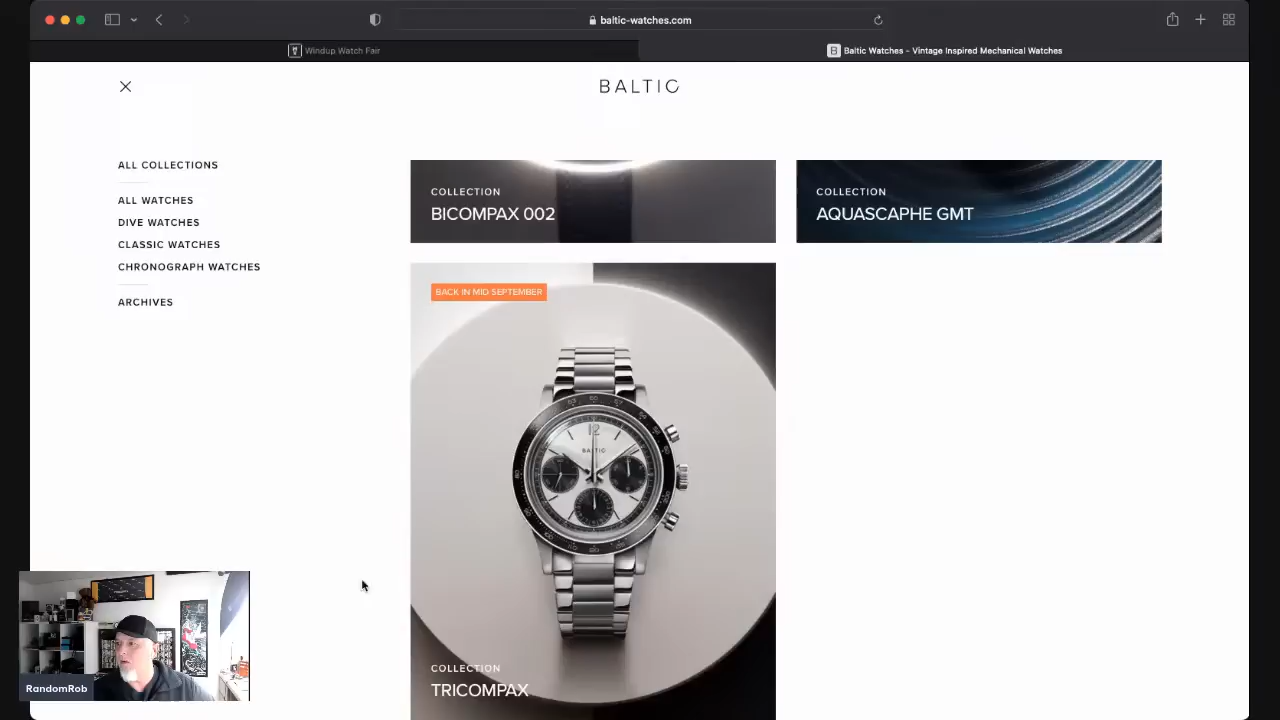 baltic-watches.com
Windup Watch Fair
B Baltic Watches - Vintage Inspired Mechanical Watches
BALTIC
ALL COLLECTIONS
ALL WATCHES
DIVE WATCHES
CLASSIC WATCHES
CHRONOGRAPH WATCHES
ARCHIVES
COLLECTION
BICOMPAX 002
COLLECTION
AQUASCAPHE GMT
BACK IN MID SEPTEMBER
12
BALTIC
COLLECTION
TRICOMPAX
RandomRob